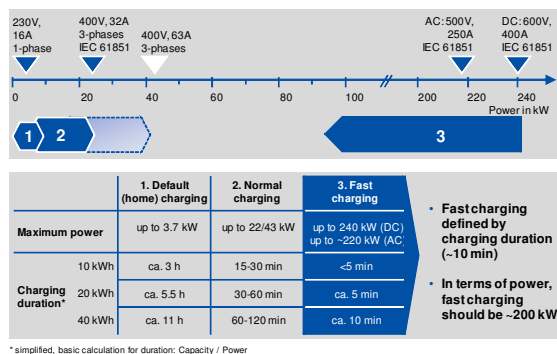 230V,
16A
1-phase
400V, 32A
3-phases
IEC 61851
400V, 63A
3-phases
AC: 500V,
250A
IEC 61851
DC: 600V,
400A
IEC 61851
0 20 40 60 80 100 200 220 240
Power in kW
1 2 3
1. Default (home) charging
2. Normal charging
3. Fast charging
Maximum power up to 3.7 kW up to 22/43 kW up to 240 kW (DC)
up to ~220 kW (AC)
Charging duration*
10 kWh ca. 3 h 15-30 min <5 min
20 kWh ca. 5.5 h 30-60 min ca. 5 min
40 kWh ca. 11 h 60-120 min ca. 10 min
• Fast charging
defined by
charging duration
(~10 min)
• In terms of power,
fast charging
should be ~200 kW
* simplified, basic calculation for duration: Capacity / Power